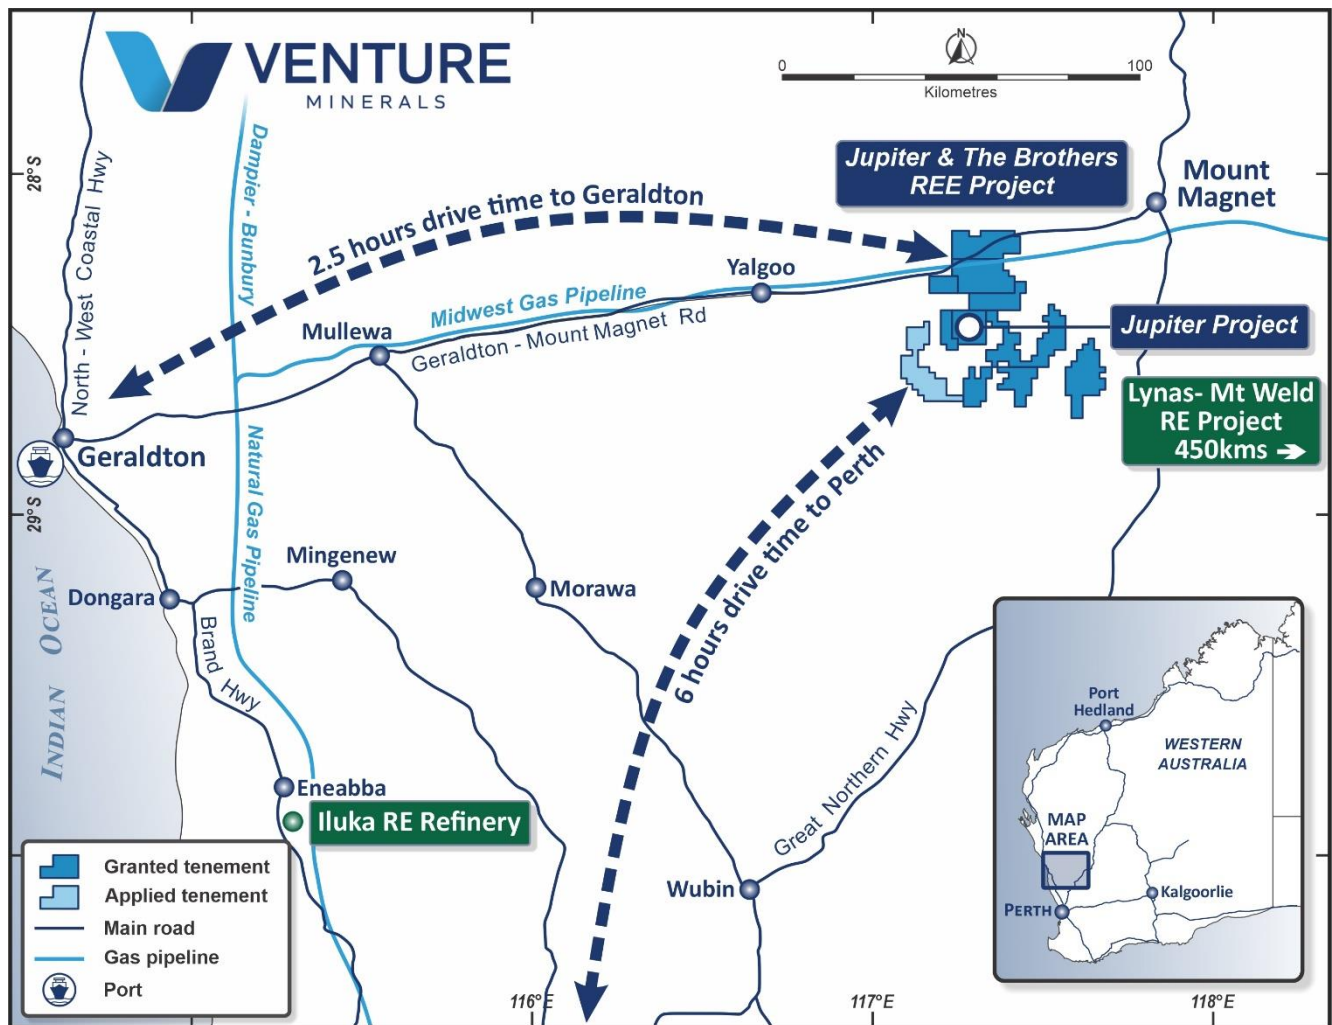 VENTURE
MINERALS
0
100
Kilometres
28°S
29°S
North - West Coastal Hwy
Dampier - Bunbury
Natural Gas Pipeline
2.5 hours drive time to Geraldton
Jupiter & The Brothers
REE Project
Mount
Magnet
Yalgoo
Midwest Gas Pipeline
Geraldton - Mount Magnet Rd
Mullewa
Jupiter Project
Lynas- Mt Weld
RE Project
450kms
Geraldton
6 hours drive time to Perth
Mingenew
Dongara
Morawa
INDIAN OCEAN
Brand Hwy
Eneabba
Iluka RE Refinery
Great Northern Hwy
Wubin
Granted tenement
Applied tenement
Main road
Gas pipeline
Port
Port
Hedland
WESTERN
AUSTRALIA
MAP
AREA
Kalgoorlie
PERTH
116°E
117°E
118°E